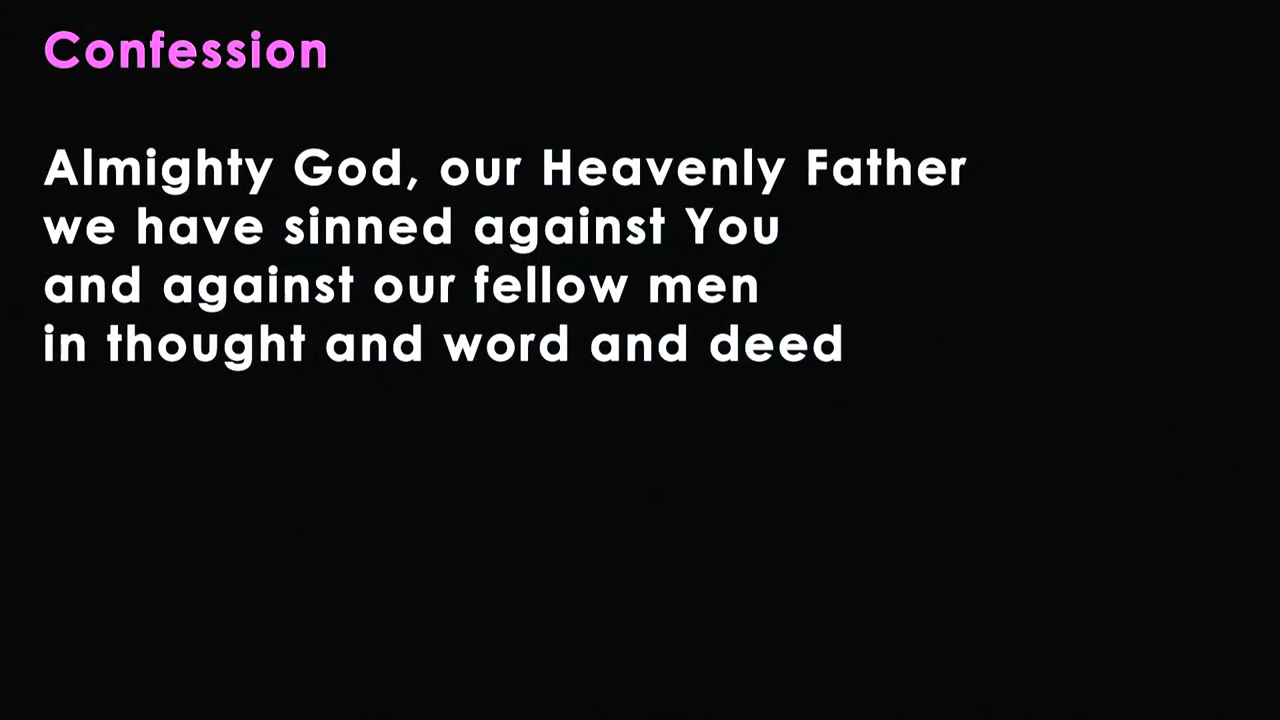 Confession
Almighty God, our Heavenly Father
we have sinned against You
and against our fellow men
in thought and word and deed